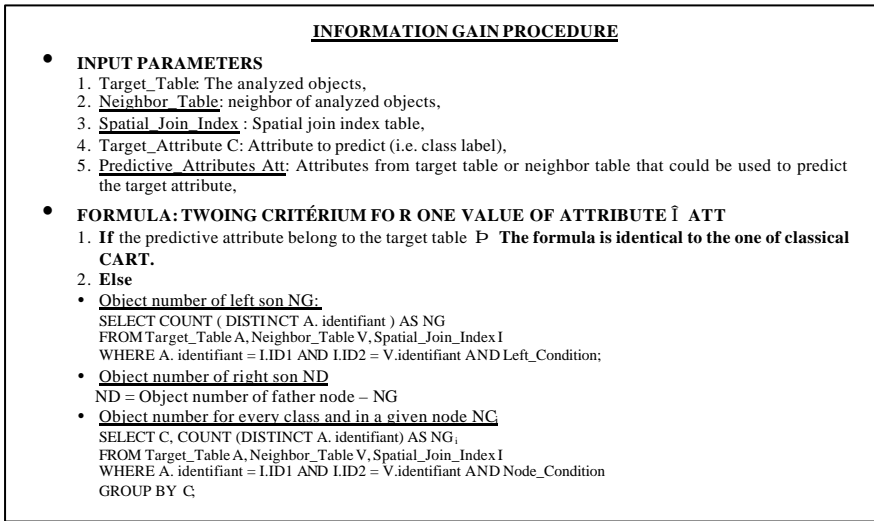 INFORMATION GAIN PROCEDURE
• INPUT PARAMETERS
1. Target_Table: The analyzed objects,
2. Neighbor_Table: neighbor of analyzed objects,
3. Spatial_Join_Index : Spatial join index table,
4. Target_Attribute C: Attribute to predict (i.e. class label),
5. Predictive_Attributes Att: Attributes from target table or neighbor table that could be used to predict
the target attribute,
• FORMULA: TWOING CRITÉRIUM FO R ONE VALUE OF ATTRIBUTE Î ATT
1. If the predictive attribute belong to the target table Þ The formula is identical to the one of classical
CART.
2. Else
• Object number of left son NG:
SELECT COUNT ( DISTINCT A. identifiant ) AS NG
FROM Target_Table A, Neighbor_Table V, Spatial_Join_Index I
WHERE A. identifiant = I.ID1 AND I.ID2 = V.identifiant AND Left_Condition;
• Object number of right son ND
ND = Object number of father node – NG
• Object number for every class and in a given node NCi
SELECT C, COUNT (DISTINCT A. identifiant) AS NGi
FROM Target_Table A, Neighbor_Table V, Spatial_Join_Index I
WHERE A. identifiant = I.ID1 AND I.ID2 = V.identifiant AND Node_Condition
GROUP BY C;